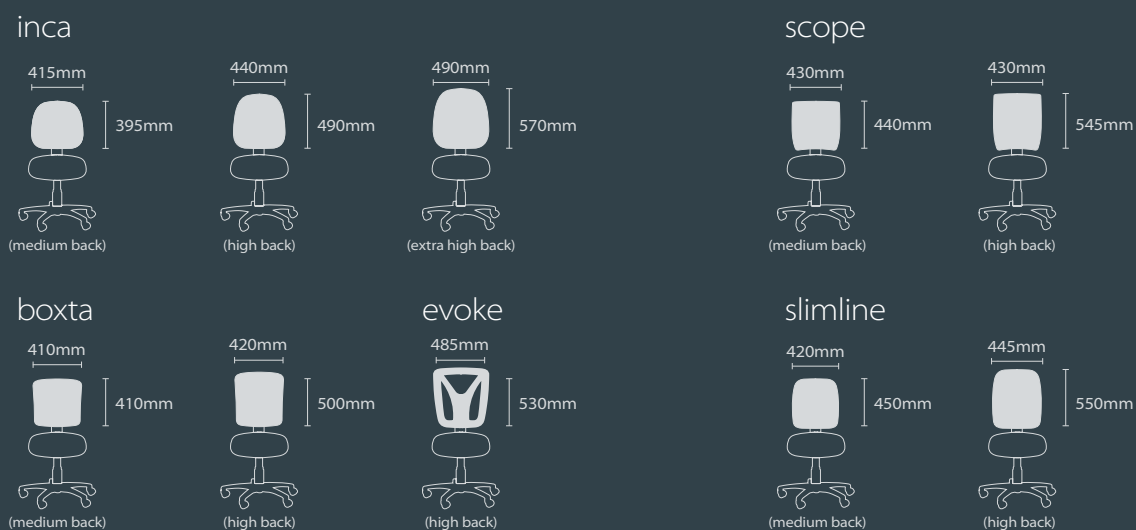 inca
415mm
395mm
(medium back)
440mm
490mm
(high back)
490mm
570mm
(extra high back)
scope
430mm
440mm
(medium back)
430mm
545mm
(high back)
boxta
410mm
410mm
(medium back)
420mm
500mm
(high back)
evoke
485mm
530mm
(high back)
slimline
420mm
450mm
(medium back)
445mm
550mm
(high back)